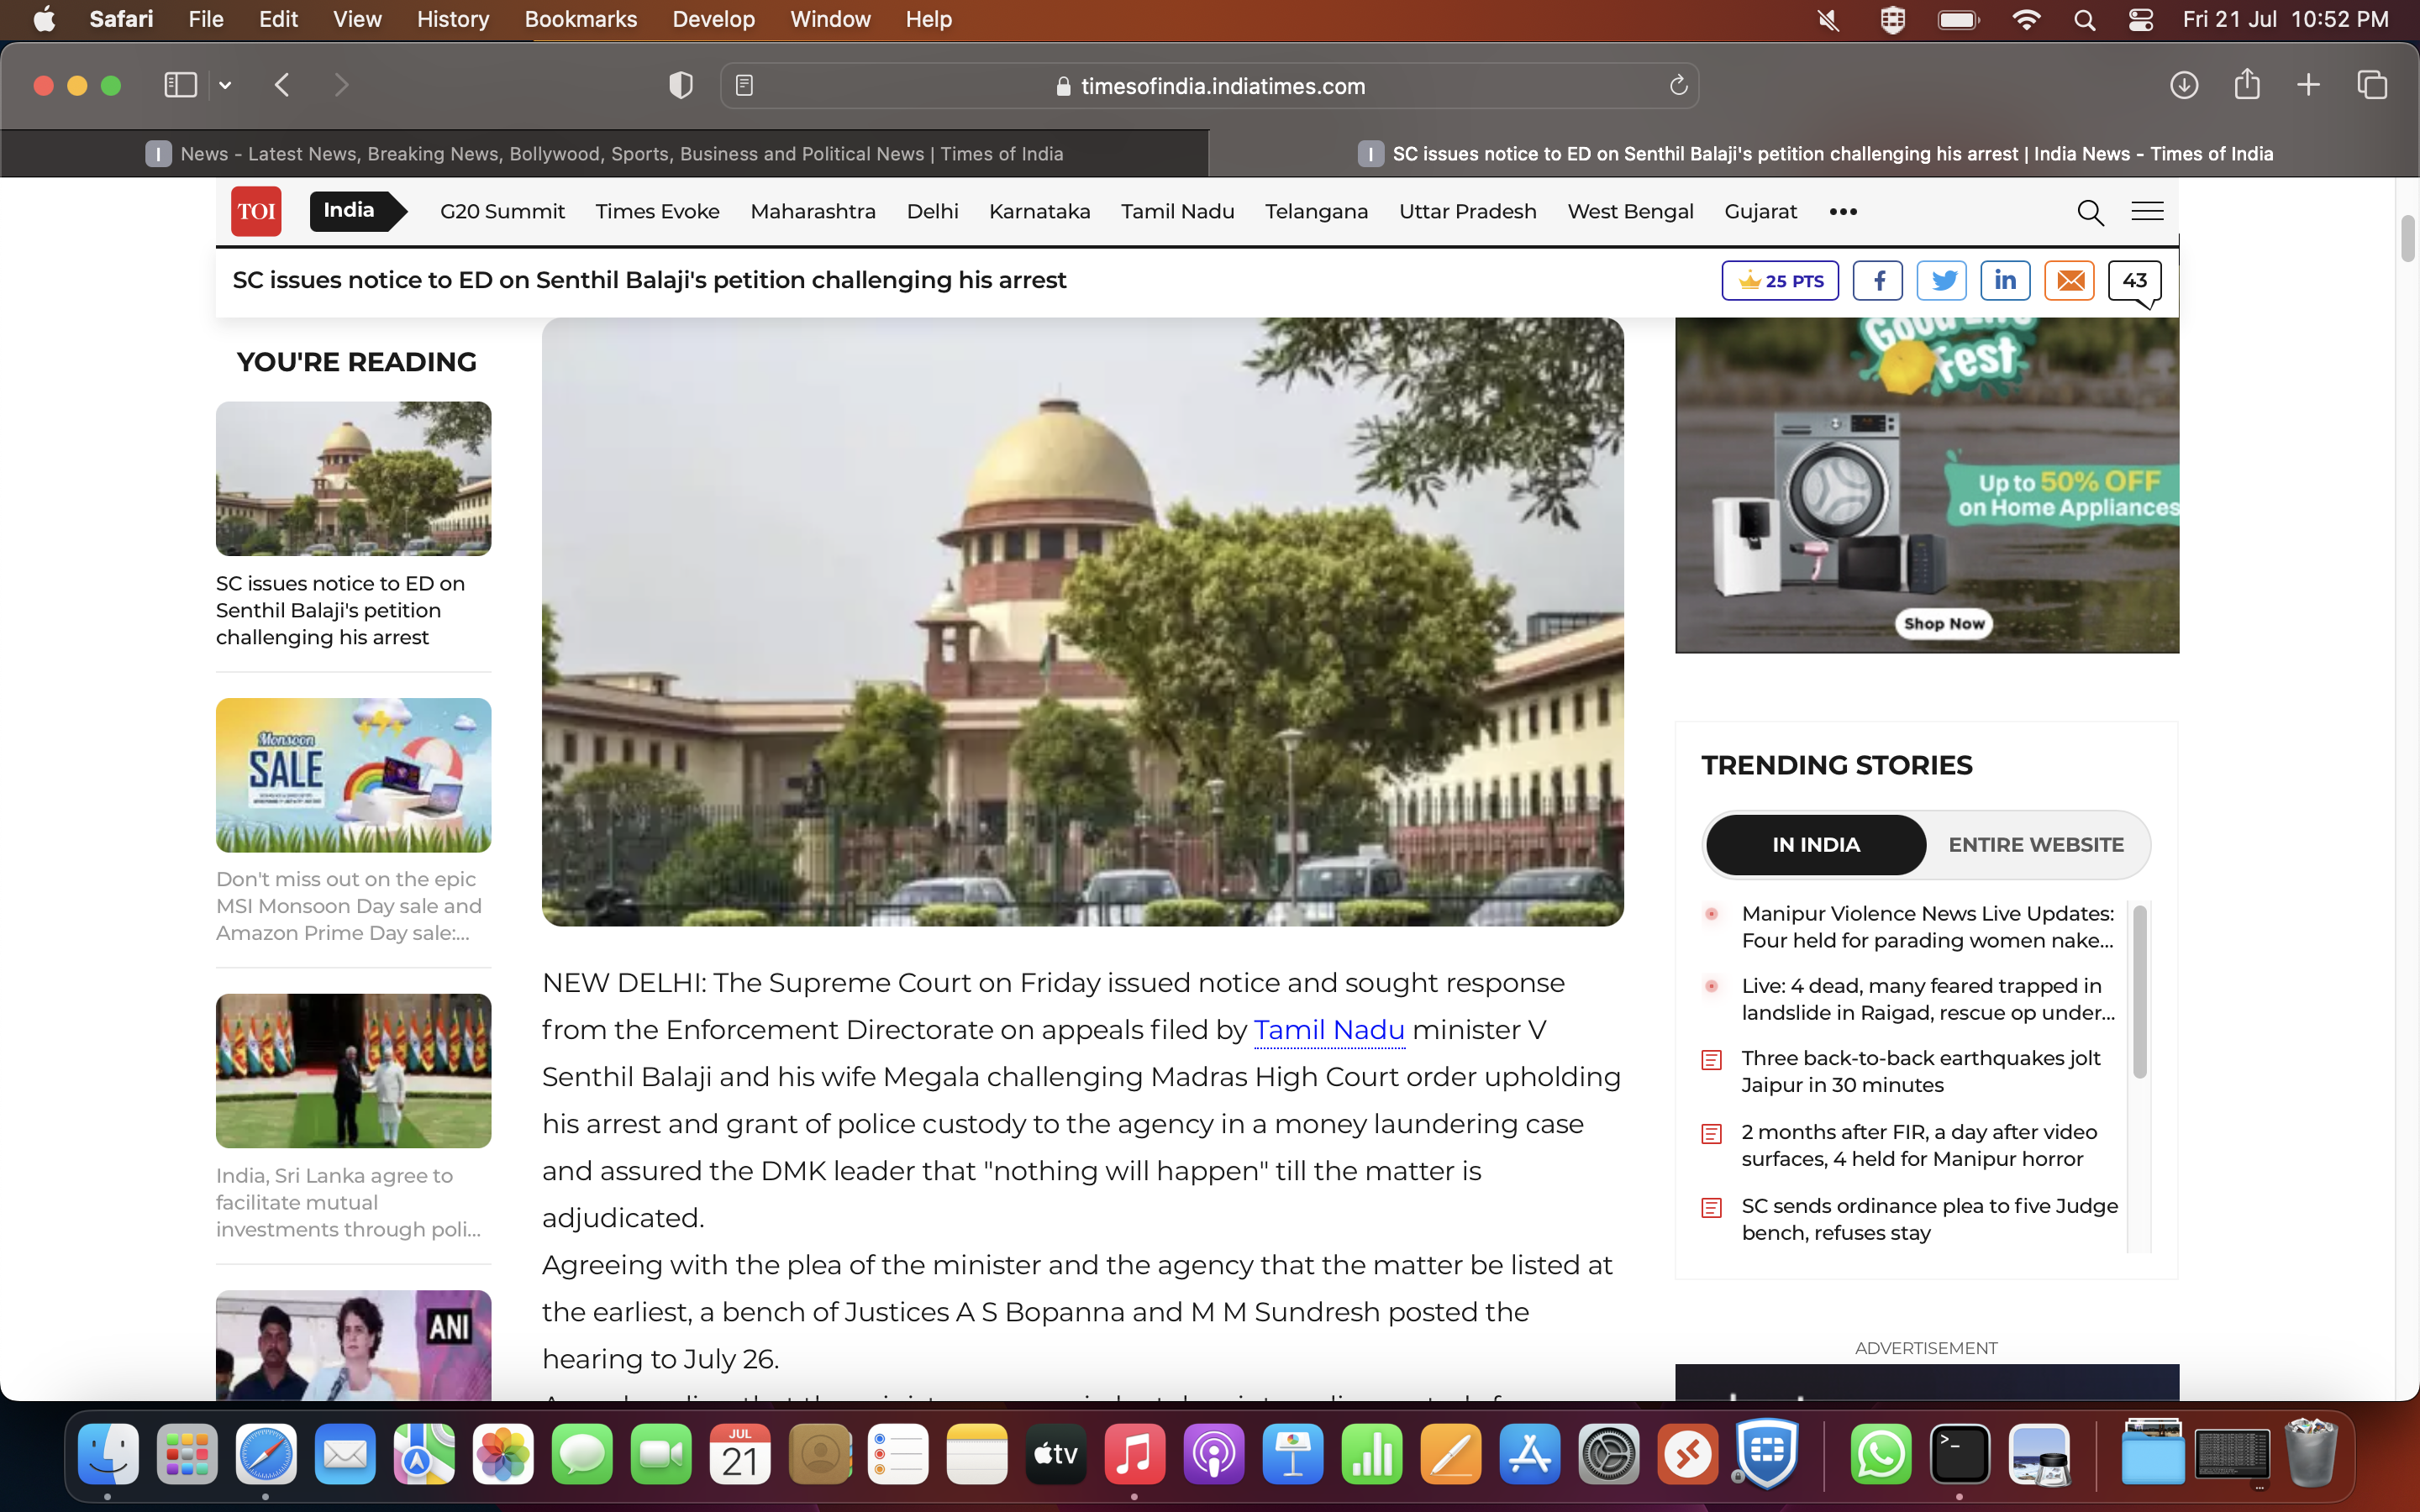 Safari File Edit View History Bookmarks Develop Window Help
Fri 21 Jul 10:52 PM
timesofindia.indiatimes.com
I News - Latest News, Breaking News, Bollywood, Sports, Business and Political News | Times of India
I SC issues notice to ED on Senthil Balaji's petition challenging his arrest | India News - Times of India
TOI India G20 Summit Times Evoke Maharashtra Delhi Karnataka Tamil Nadu Telangana Uttar Pradesh West Bengal Gujarat •••
SC issues notice to ED on Senthil Balaji's petition challenging his arrest
25 PTS
43
YOU'RE READING
SC issues notice to ED on
Senthil Balaji's petition
challenging his arrest
Monsoon
SALE
Don't miss out on the epic
MSI Monsoon Day sale and
Amazon Prime Day sale:...
India, Sri Lanka agree to
facilitate mutual
investments through poli...
ANI
NEW DELHI: The Supreme Court on Friday issued notice and sought response
from the Enforcement Directorate on appeals filed by Tamil Nadu minister V
Senthil Balaji and his wife Megala challenging Madras High Court order upholding
his arrest and grant of police custody to the agency in a money laundering case
and assured the DMK leader that "nothing will happen" till the matter is
adjudicated.
Agreeing with the plea of the minister and the agency that the matter be listed at
the earliest, a bench of Justices A S Bopanna and M M Sundresh posted the
hearing to July 26.
Good Life
Fest
Up to 50% OFF
on Home Appliances
Shop Now
TRENDING STORIES
IN INDIA ENTIRE WEBSITE
Manipur Violence News Live Updates:
Four held for parading women nake...
Live: 4 dead, many feared trapped in
landslide in Raigad, rescue op under...
Three back-to-back earthquakes jolt
Jaipur in 30 minutes
2 months after FIR, a day after video
surfaces, 4 held for Manipur horror
SC sends ordinance plea to five Judge
bench, refuses stay
ADVERTISEMENT
JUL
21
tv